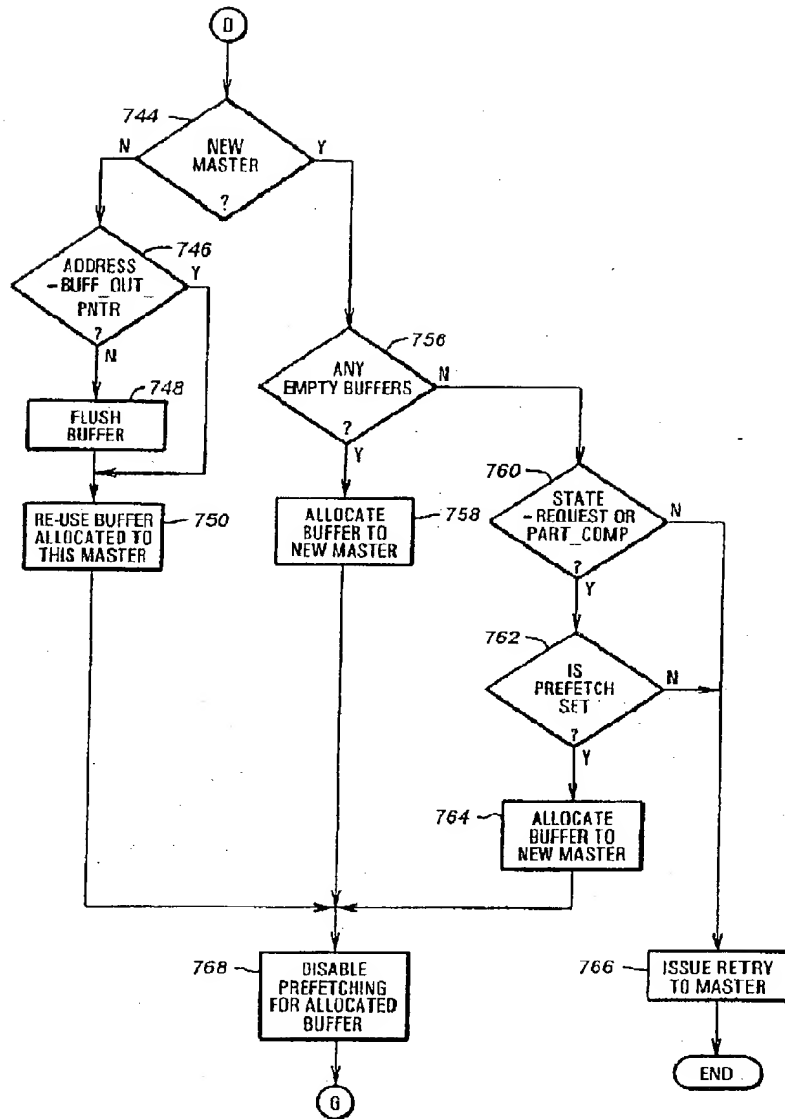 D
744
NEW
MASTER
?
N
Y
746
ADDRESS
-BUFF_OUT_
PNTR
?
Y
N
748
FLUSH
BUFFER
RE-USE BUFFER
ALLOCATED TO
THIS MASTER
750
756
ANY
EMPTY BUFFERS
?
N
Y
ALLOCATE
BUFFER TO
NEW MASTER
758
760
STATE
-REQUEST OR
PART_COMP
?
N
Y
762
IS
PREFETCH
SET
?
N
Y
764
ALLOCATE
BUFFER TO
NEW MASTER
768
DISABLE
PREFETCHING
FOR ALLOCATED
BUFFER
766
ISSUE RETRY
TO MASTER
G
END